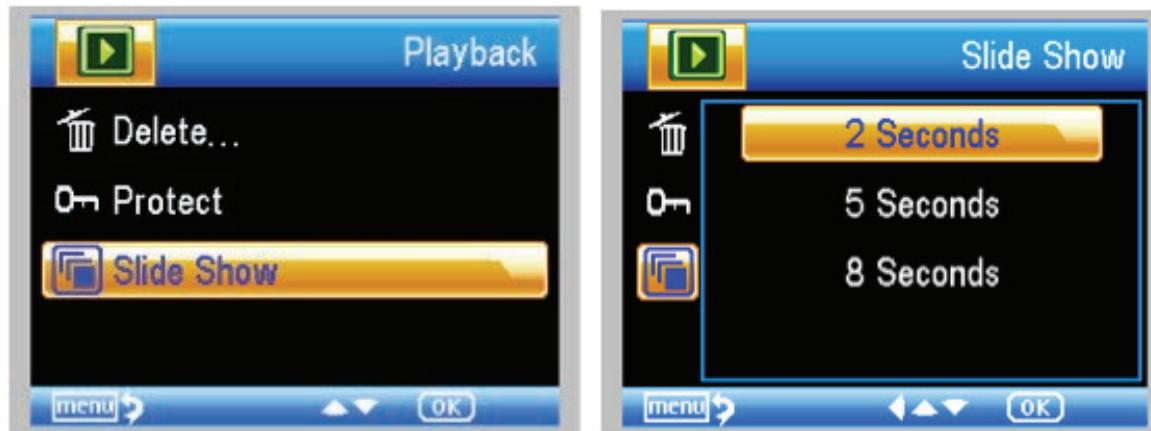 Playback
Delete...
Protect
Slide Show
menu
OK
Slide Show
2 Seconds
5 Seconds
8 Seconds
menu
OK